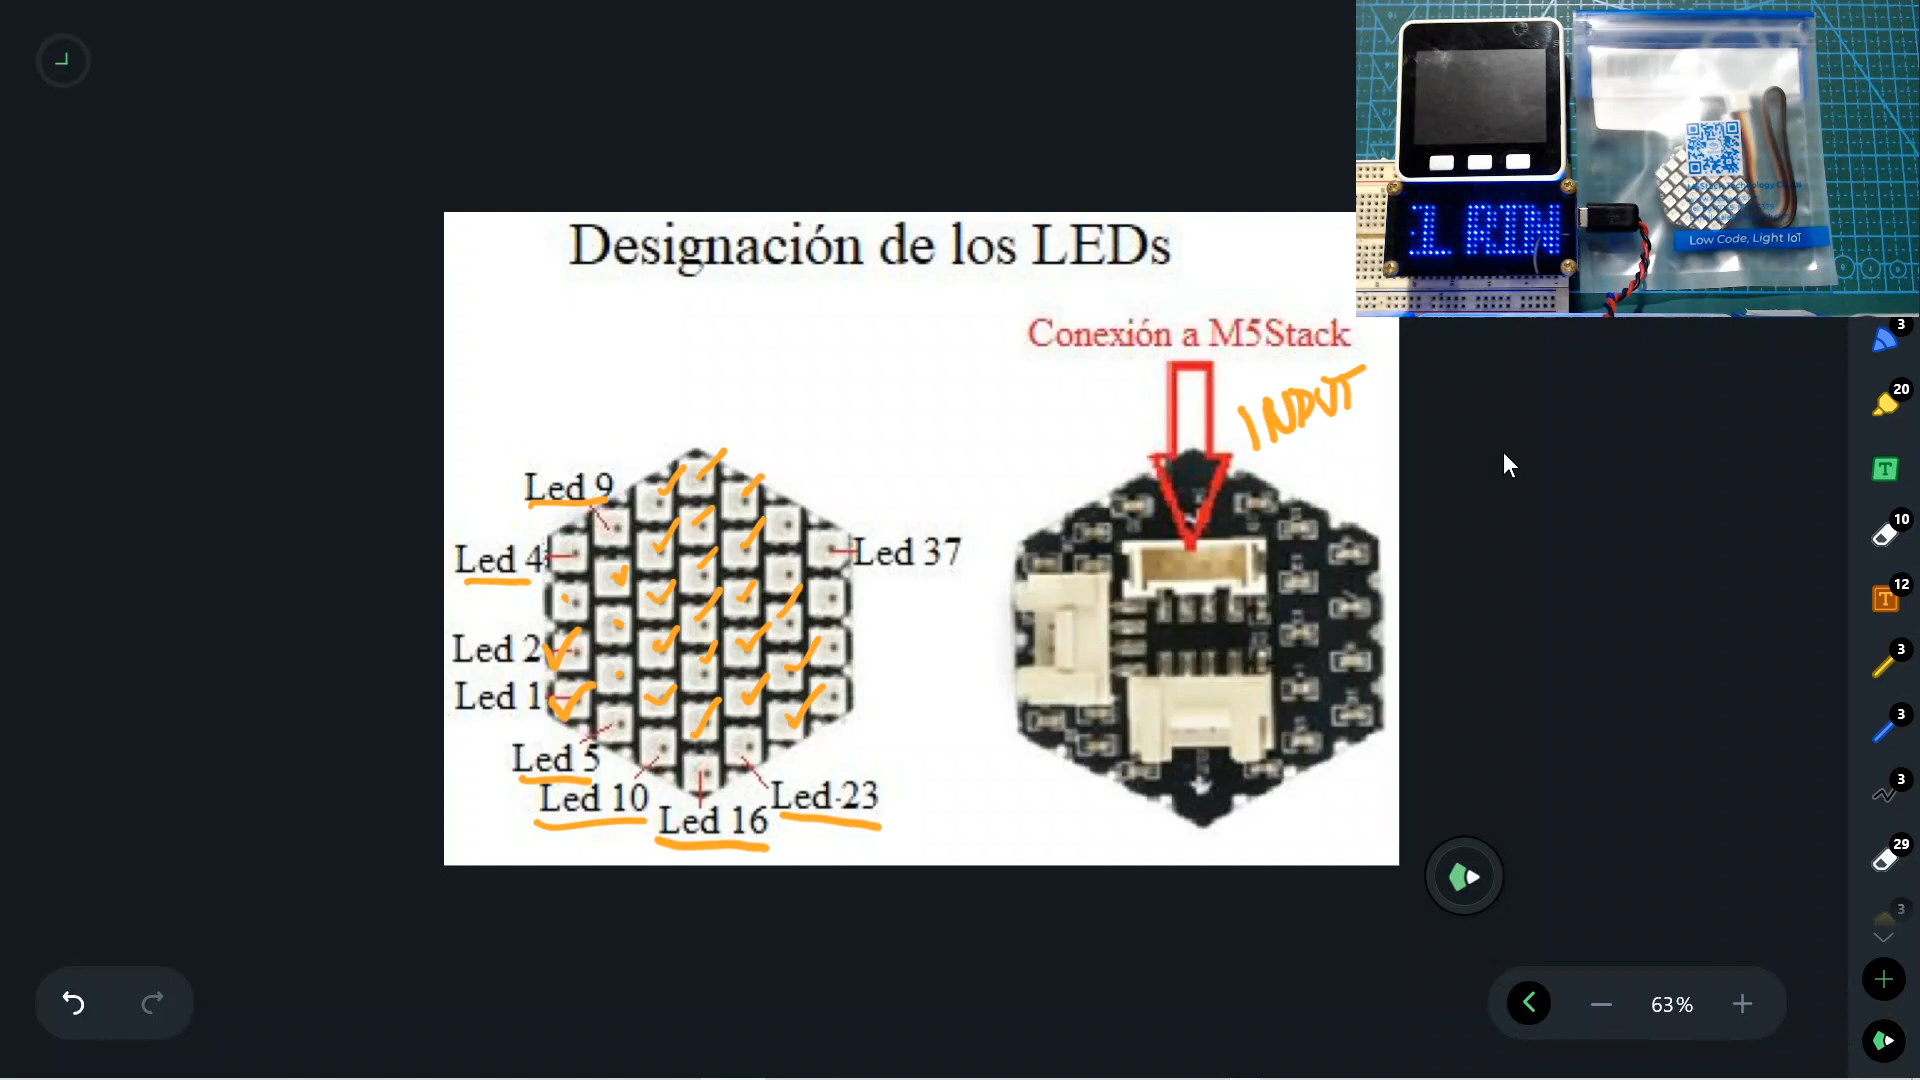 Designación de los LEDs
Conexión a M5Stack
INPUT
Led 9
Led 4
Led 37
Led 2
Led 1
Led 5
Led 10
Led 16
Led 23
1 RIN
Low Code, Light IoT
3
20
T
10
12
T
3
3
3
29
3
63%